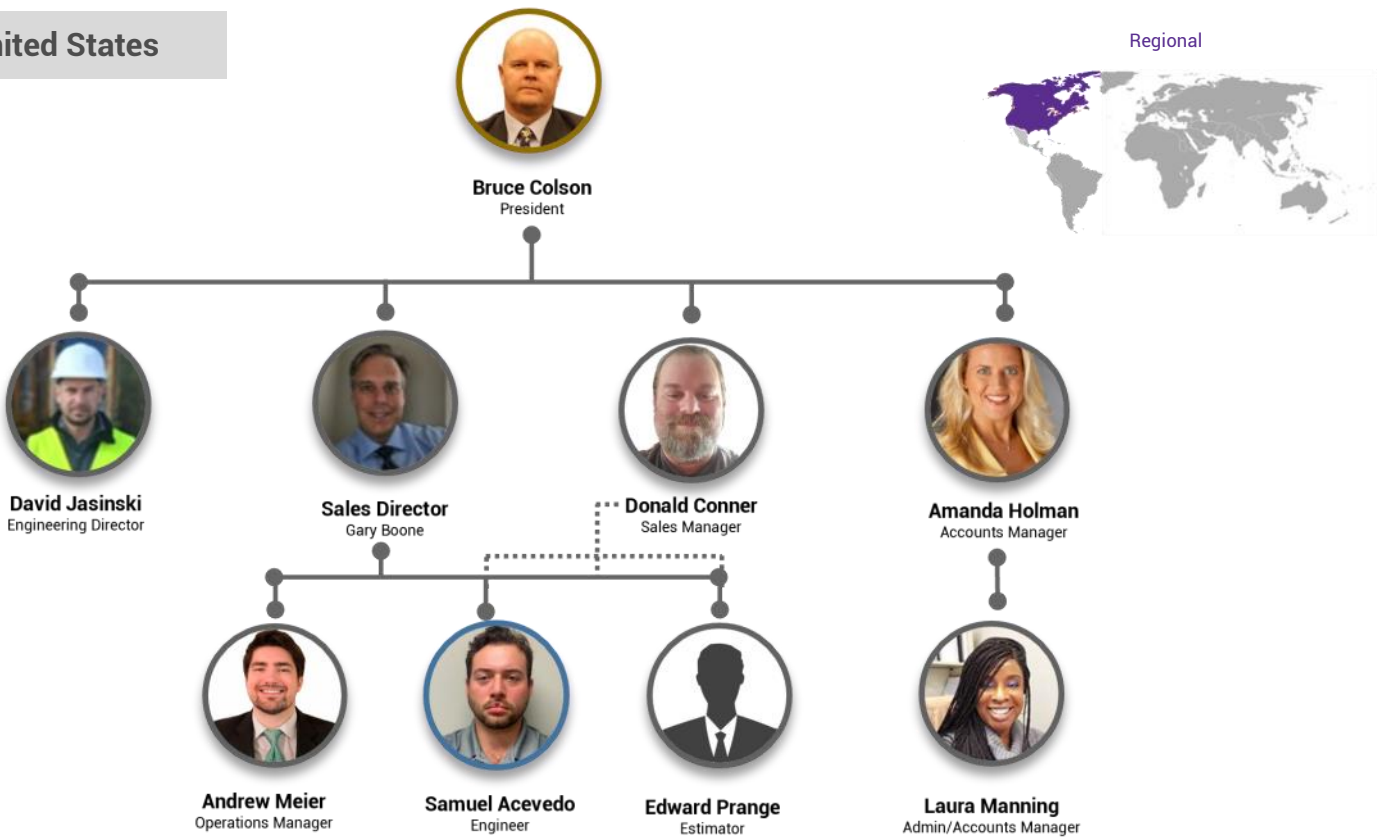 nited States
Regional
Bruce Colson
President
David Jasinski
Engineering Director
Sales Director
Gary Boone
Donald Conner
Sales Manager
Amanda Holman
Accounts Manager
Andrew Meier
Operations Manager
Samuel Acevedo
Engineer
Edward Prange
Estimator
Laura Manning
Admin/Accounts Manager